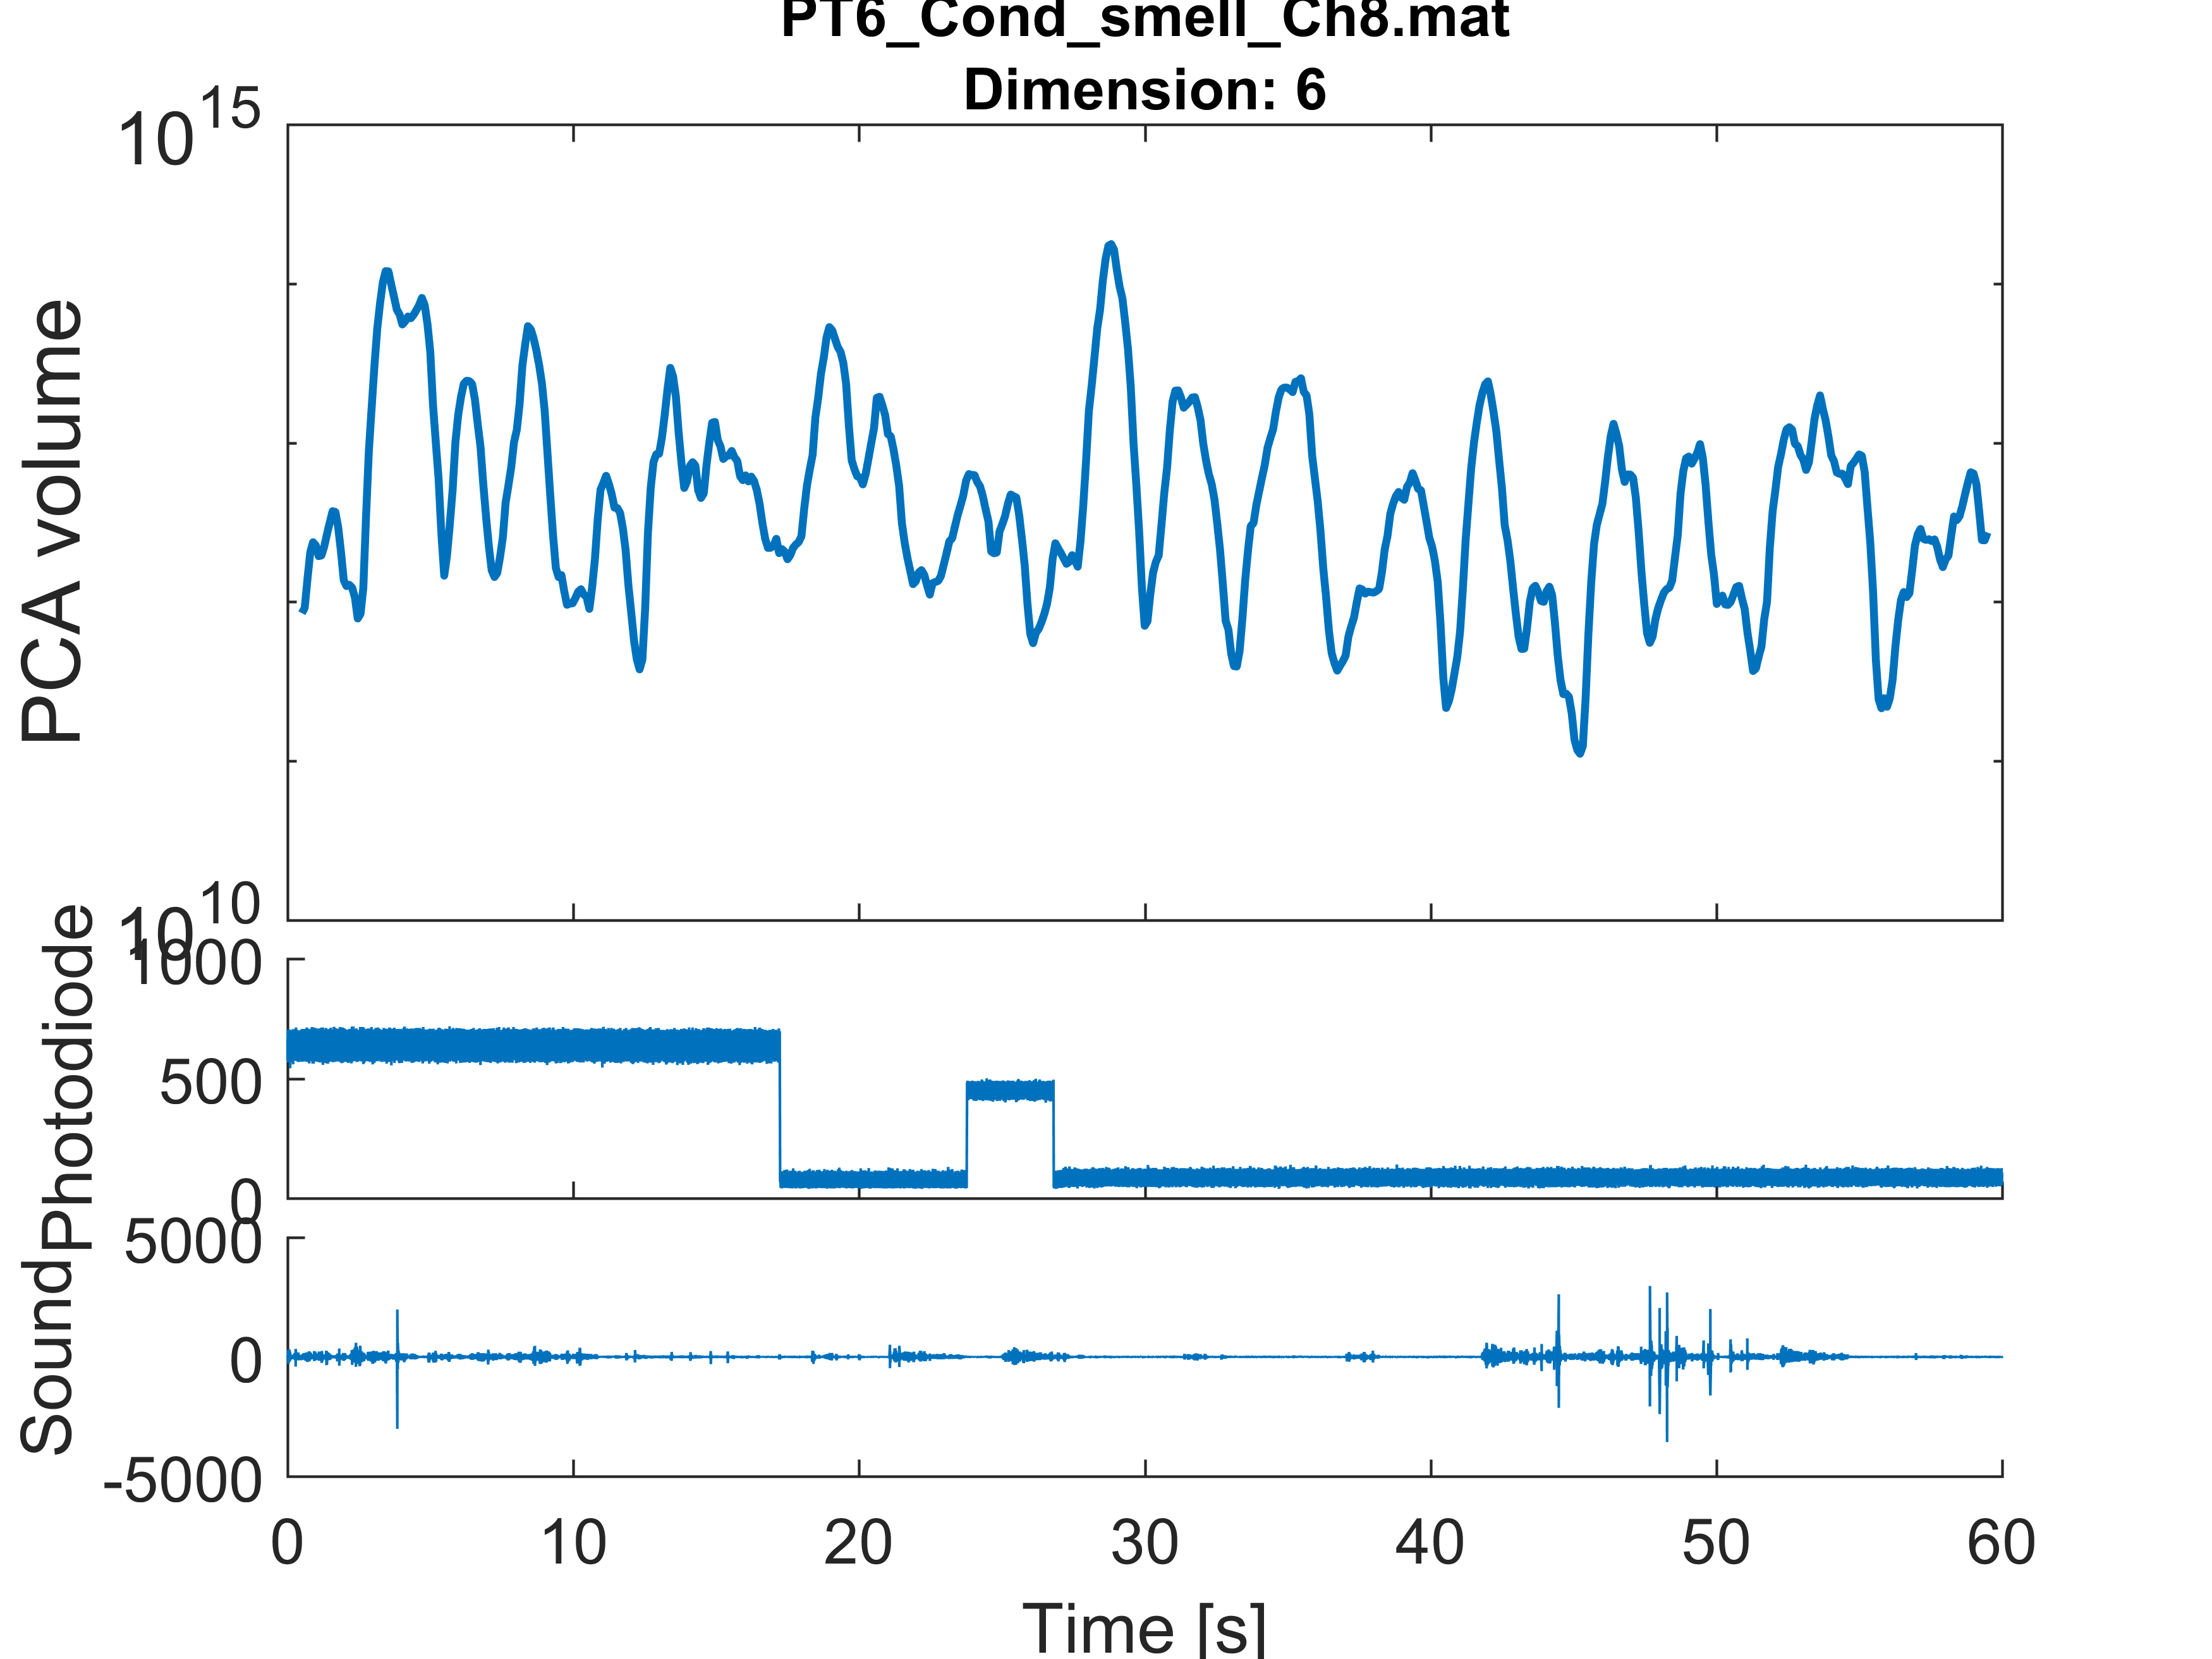 PT6_Cond_smell_Ch8.mat
Dimension: 6
10^15
PCA volume
10^10
1000
Photodiode
500
0
5000
Sound
0
-5000
0 10 20 30 40 50 60
Time [s]